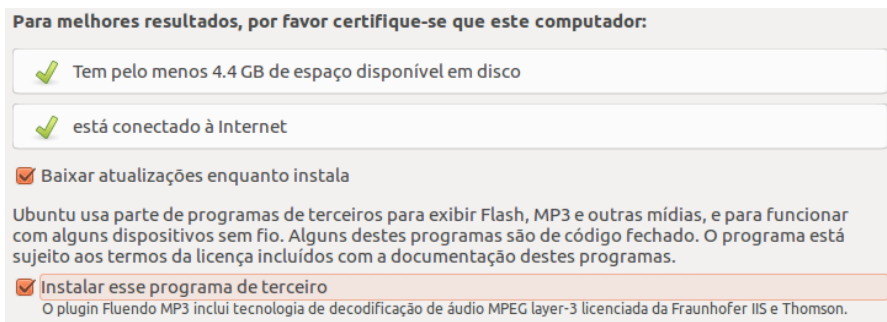 Para melhores resultados, por favor certifique-se que este computador:
Tem pelo menos 4.4 GB de espaço disponível em disco
está conectado à Internet
Baixar atualizações enquanto instala
Ubuntu usa parte de programas de terceiros para exibir Flash, MP3 e outras mídias, e para funcionar
com alguns dispositivos sem fio. Alguns destes programas são de código fechado. O programa está
sujeito aos termos da licença incluídos com a documentação destes programas.
Instalar esse programa de terceiro
O plugin Fluendo MP3 inclui tecnologia de decodificação de áudio MPEG layer-3 licenciada da Fraunhofer IIS e Thomson.